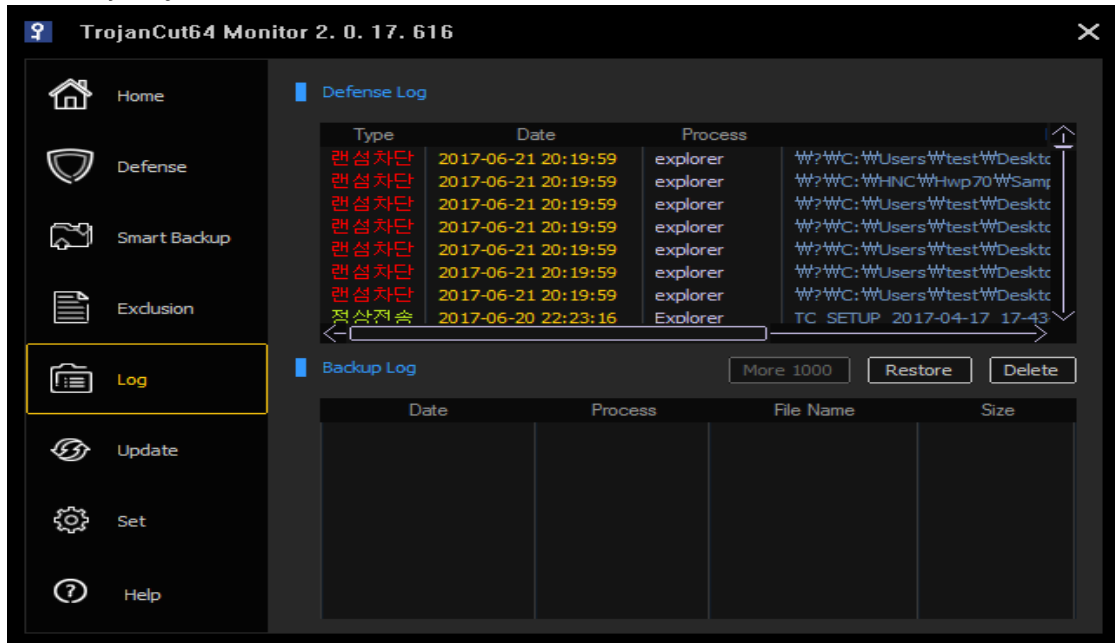 TrojanCut64 Monitor 2. 0. 17. 616
Home
Defense
Smart Backup
Exclusion
Log
Update
Set
Help
Defense Log
Type Date Process
랜섬차단 2017-06-21 20:19:59 explorer ₩?₩C:₩Users₩test₩Deskto
랜섬차단 2017-06-21 20:19:59 explorer ₩?₩C:₩HNC₩Hwp70₩Samp
랜섬차단 2017-06-21 20:19:59 explorer ₩?₩C:₩Users₩test₩Deskto
랜섬차단 2017-06-21 20:19:59 explorer ₩?₩C:₩Users₩test₩Deskto
랜섬차단 2017-06-21 20:19:59 explorer ₩?₩C:₩Users₩test₩Deskto
랜섬차단 2017-06-21 20:19:59 explorer ₩?₩C:₩Users₩test₩Deskto
랜섬차단 2017-06-21 20:19:59 explorer ₩?₩C:₩Users₩test₩Deskto
정상전송 2017-06-20 22:23:16 Explorer TC_SETUP_2017-04-17_17-43
Backup Log
More 1000 Restore Delete
Date Process File Name Size